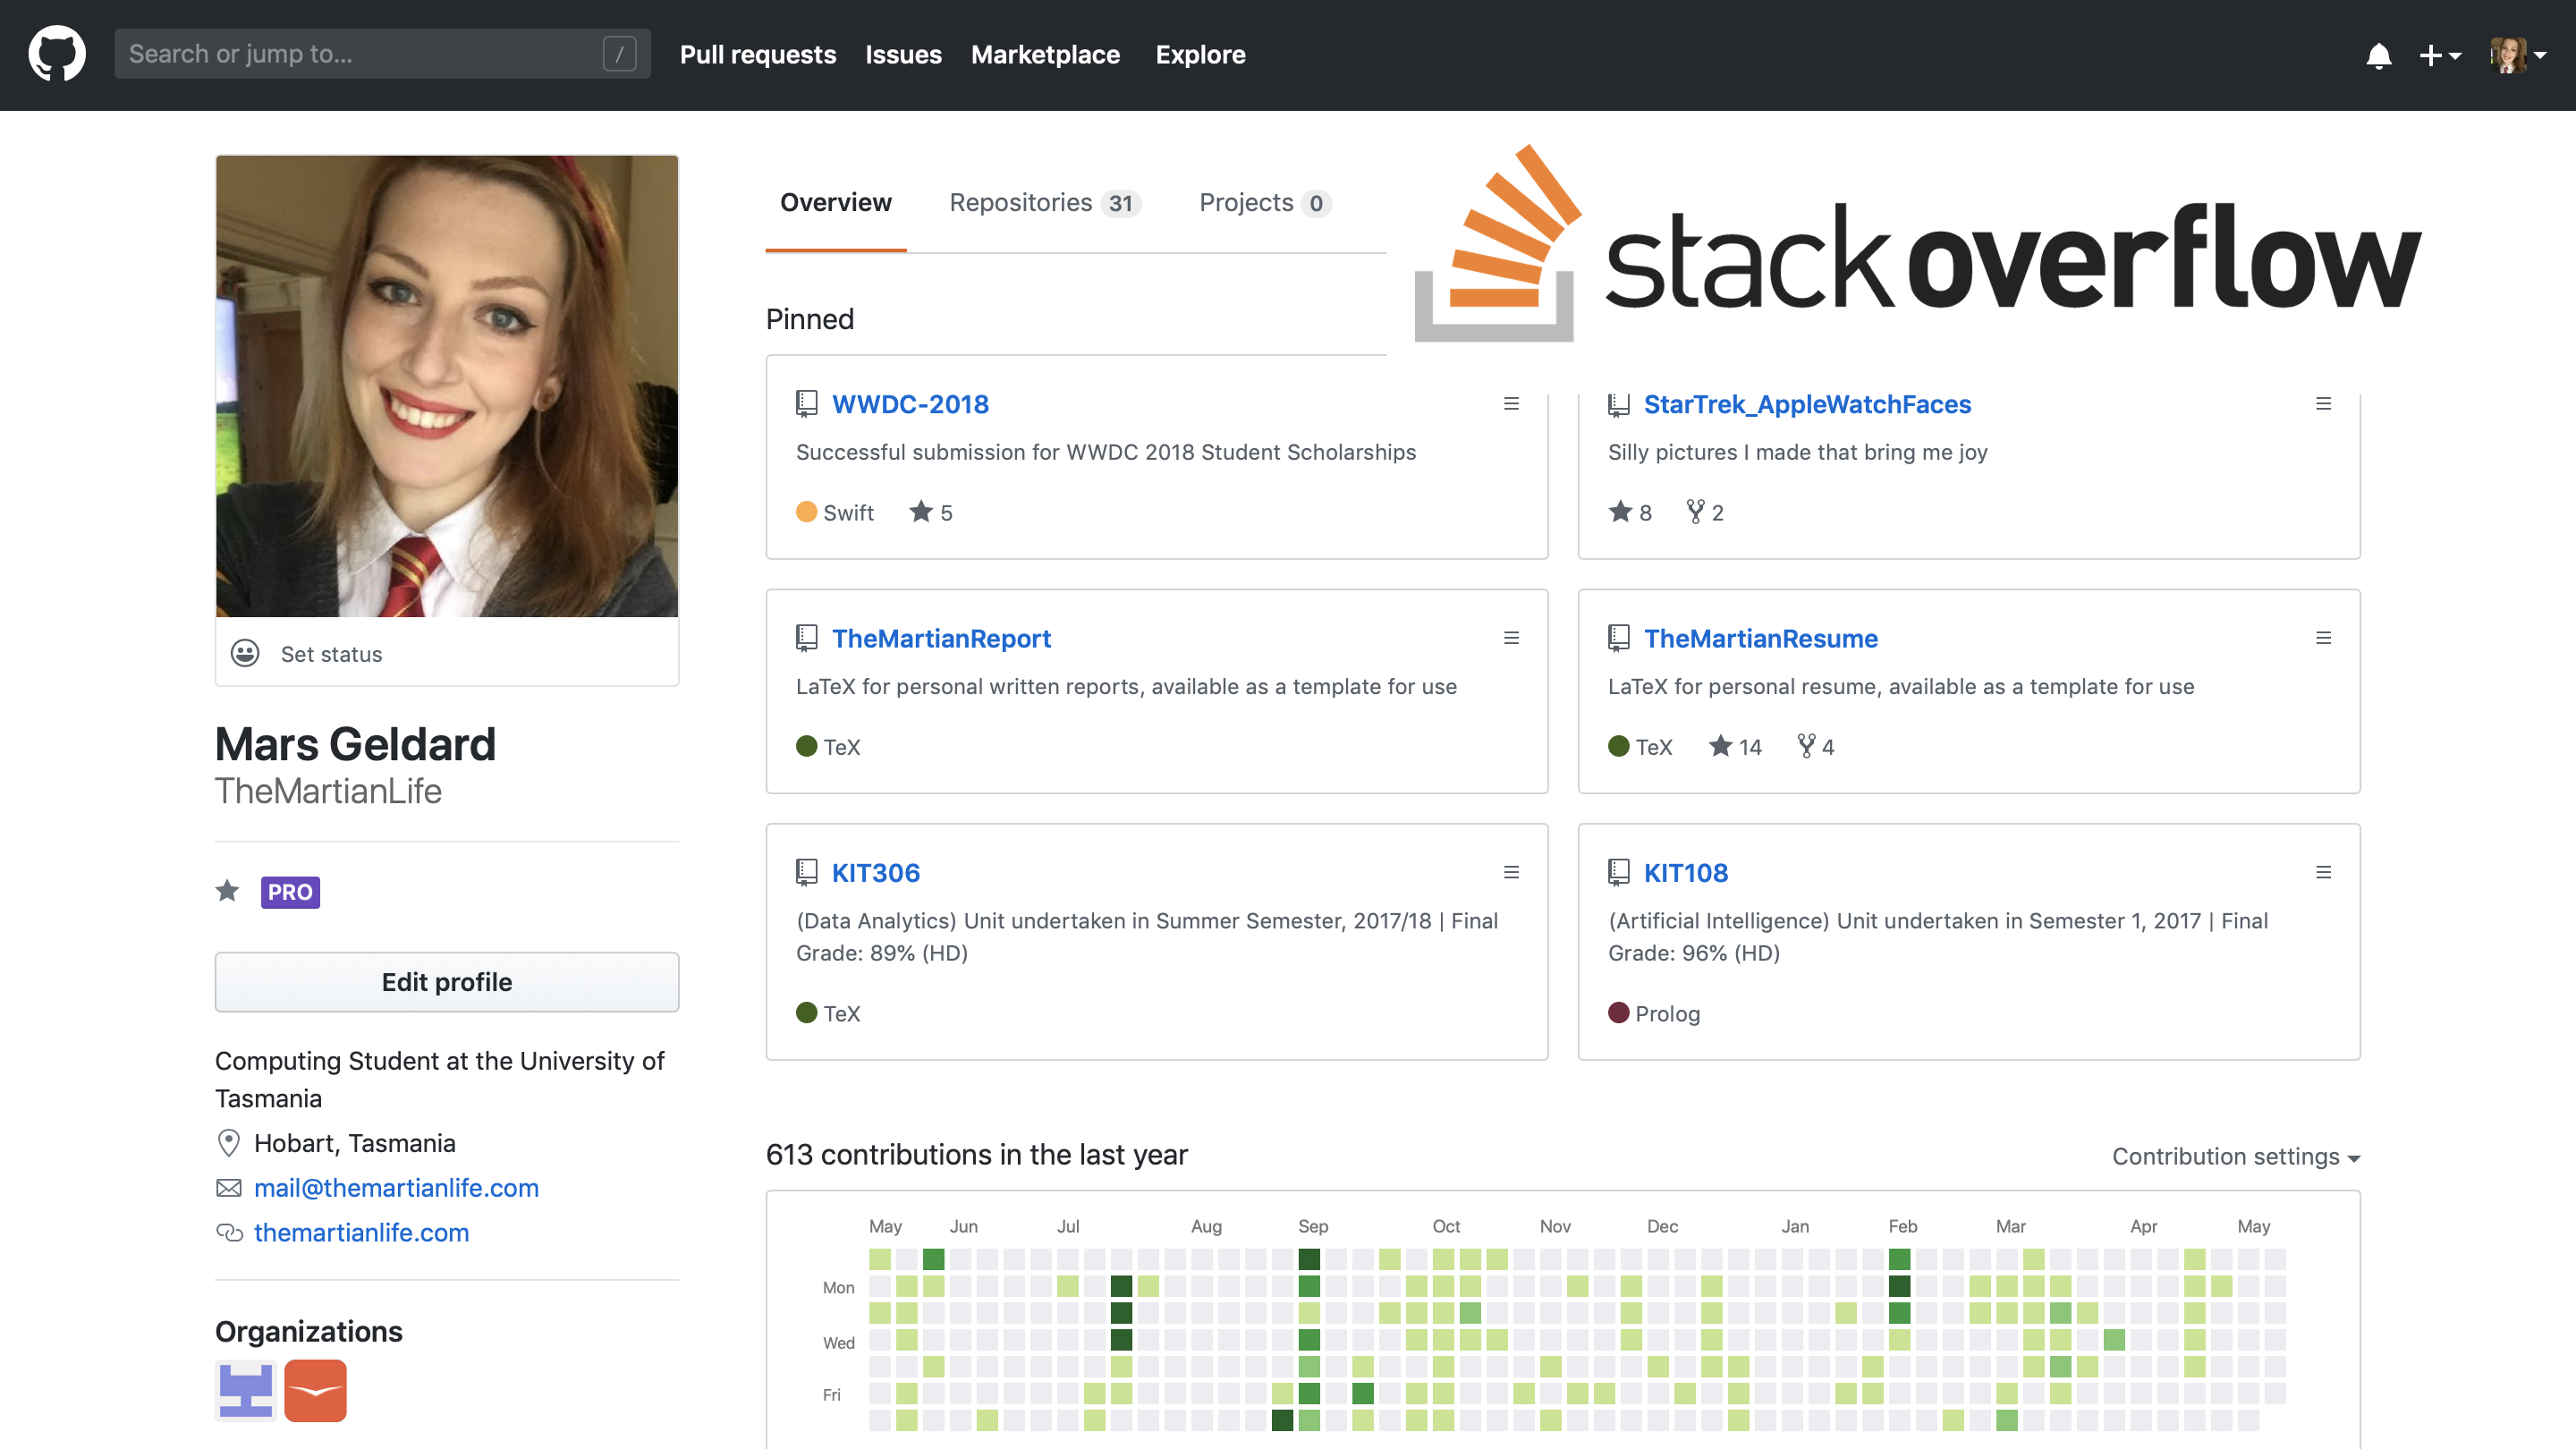 Search or jump to... /
Pull requests Issues Marketplace Explore
Overview Repositories 31 Projects 0
stackoverflow
Set status
Mars Geldard
TheMartianLife
PRO
Edit profile
Computing Student at the University of
Tasmania
Hobart, Tasmania
mail@themartianlife.com
themartianlife.com
Organizations
Pinned
WWDC-2018
Successful submission for WWDC 2018 Student Scholarships
Swift 5
StarTrek_AppleWatchFaces
Silly pictures I made that bring me joy
8 2
TheMartianReport
LaTeX for personal written reports, available as a template for use
TeX
TheMartianResume
LaTeX for personal resume, available as a template for use
TeX 14 4
KIT306
(Data Analytics) Unit undertaken in Summer Semester, 2017/18 | Final
Grade: 89% (HD)
TeX
KIT108
(Artificial Intelligence) Unit undertaken in Semester 1, 2017 | Final
Grade: 96% (HD)
Prolog
613 contributions in the last year
Contribution settings
May Jun Jul Aug Sep Oct Nov Dec Jan Feb Mar Apr May
Mon
Wed
Fri